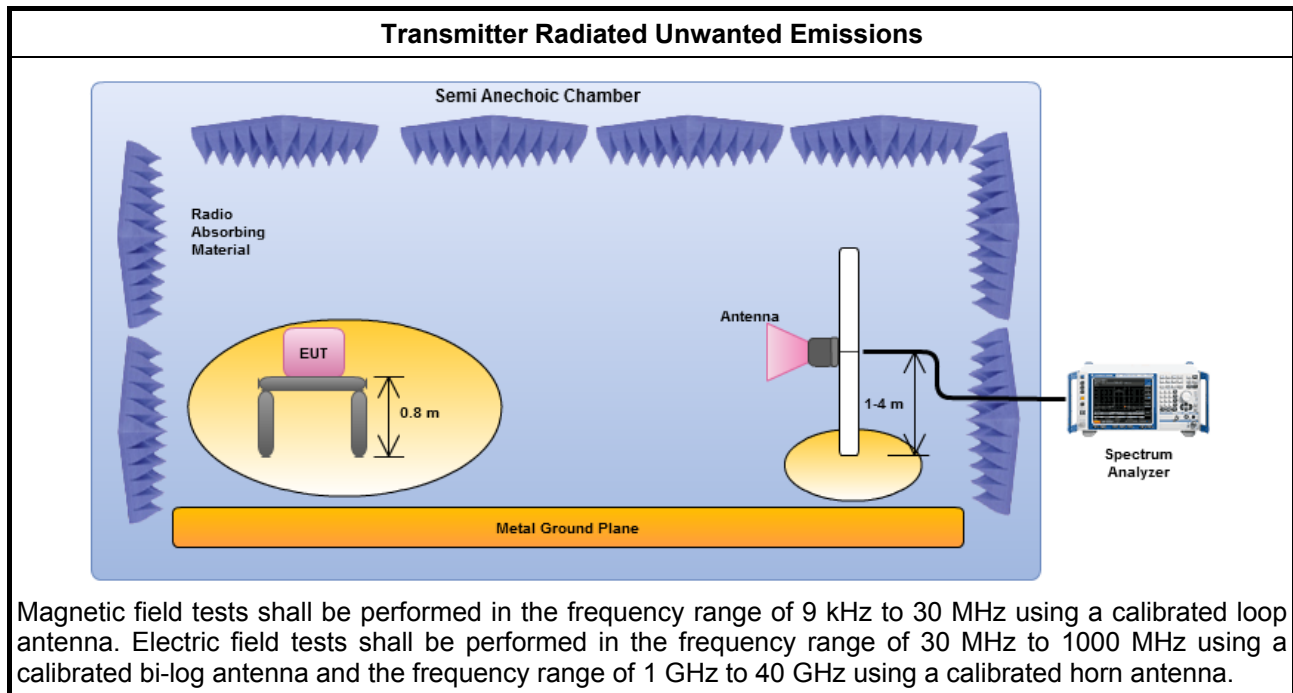 Transmitter Radiated Unwanted Emissions
Semi Anechoic Chamber
Radio
Absorbing
Material
Antenna
EUT
0.8 m
1-4 m
Spectrum
Analyzer
Metal Ground Plane
Magnetic field tests shall be performed in the frequency range of 9 kHz to 30 MHz using a calibrated loop
antenna. Electric field tests shall be performed in the frequency range of 30 MHz to 1000 MHz using a
calibrated bi-log antenna and the frequency range of 1 GHz to 40 GHz using a calibrated horn antenna.